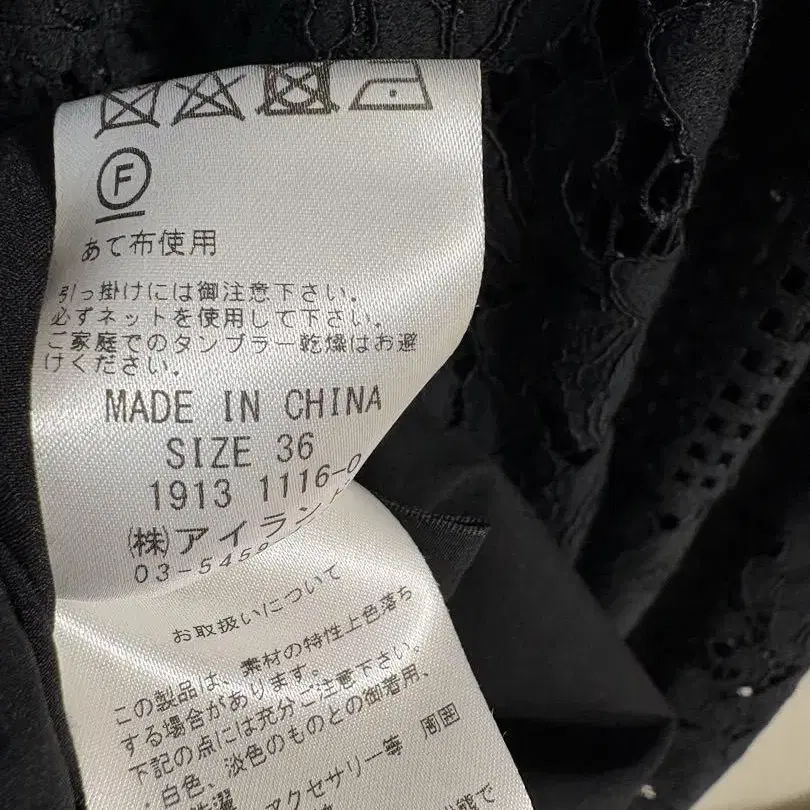 F
あて布使用
引っ掛けには御注意下さい。
必ずネットを使用して下さい。
ご家庭でのタンブラー乾燥はお避
けください。
MADE IN CHINA
SIZE 36
1913 1116-0
(株)アイランド
03-5459
お取扱いについて
この製品は、素材の特性上色落ち
する場合があります。
下記の点には充分ご注意下さい。
・白色、淡色のものとの御着用、
アクセサリー等 周囲